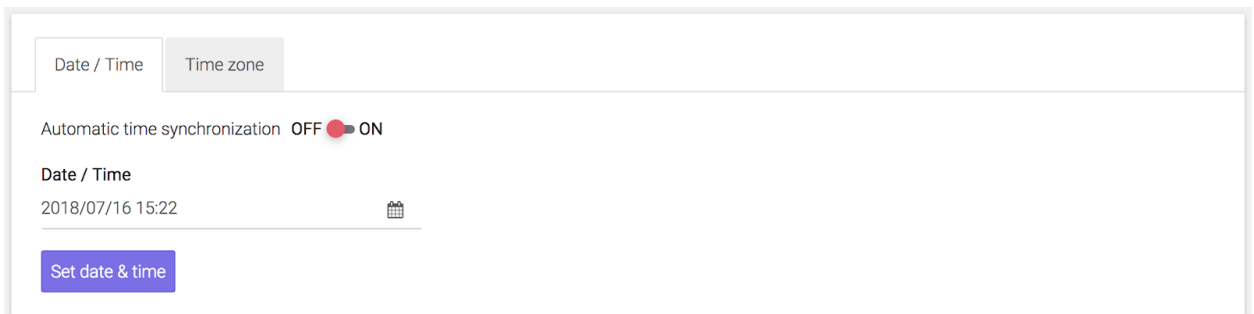 Date / Time Time zone
Automatic time synchronization OFF ON
Date / Time
2018/07/16 15:22
Set date & time